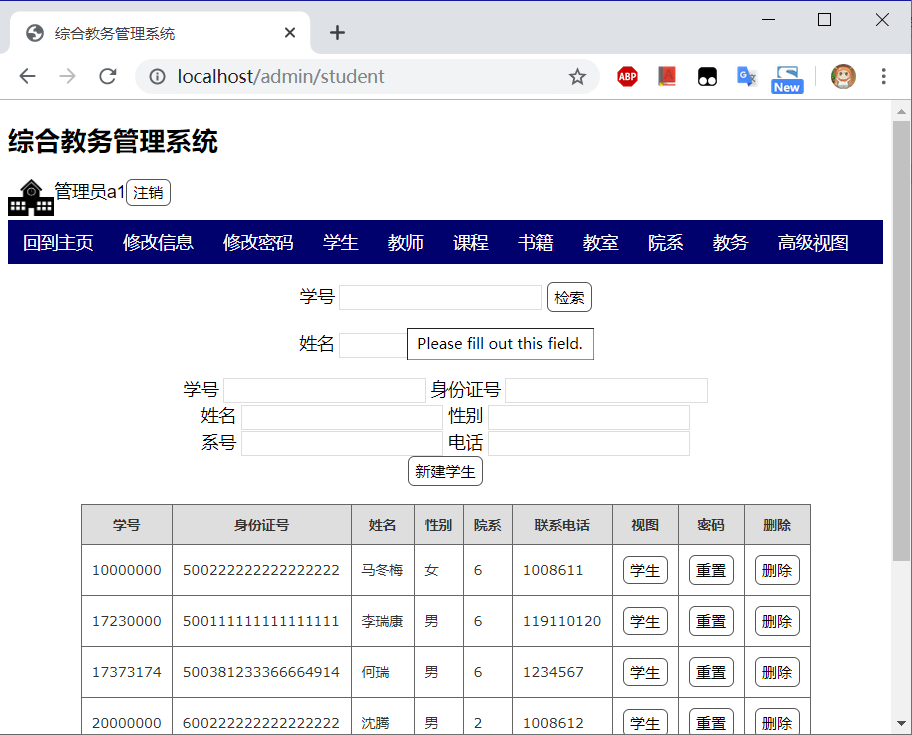 综合教务管理系统
localhost/admin/student
ABP
A
G
New
综合教务管理系统
管理员a1 注销
回到主页 修改信息 修改密码 学生 教师 课程 书籍 教室 院系 教务 高级视图
学号 检索
姓名 Please fill out this field.
学号 身份证号
姓名 性别
系号 电话
新建学生
学号 身份证号 姓名 性别 院系 联系电话 视图 密码 删除
10000000 500222222222222222 马冬梅 女 6 1008611 学生 重置 删除
17230000 500111111111111111 李瑞康 男 6 119110120 学生 重置 删除
17373174 500381233366664914 何瑞 男 6 1234567 学生 重置 删除
20000000 600222222222222222 沈腾 男 2 1008612 学生 重置 删除